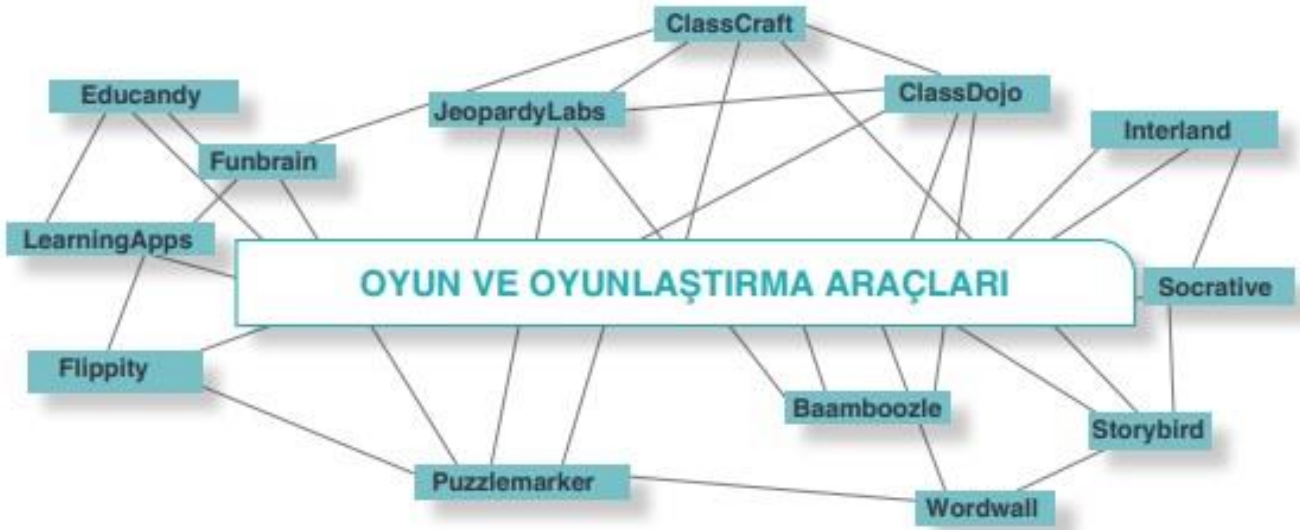 ClassCraft
Educandy
JeopardyLabs
ClassDojo
Interland
Funbrain
LearningApps
OYUN VE OYUNLAŞTIRMA ARAÇLARI
Socrative
Flippity
Baamboozle
Storybird
Puzzlemarker
Wordwall